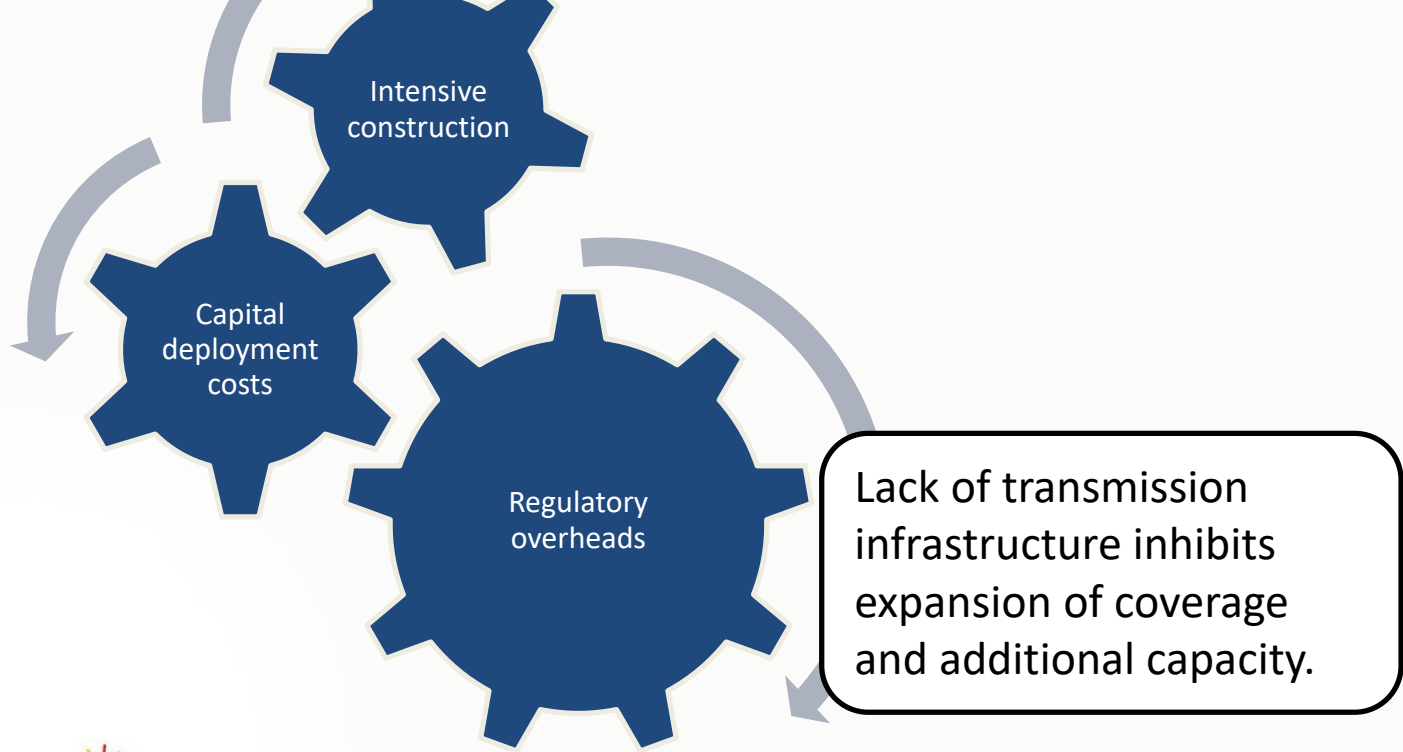 Intensive
construction
Capital
deployment
costs
Regulatory
overheads
Lack of transmission
infrastructure inhibits
expansion of coverage
and additional capacity.